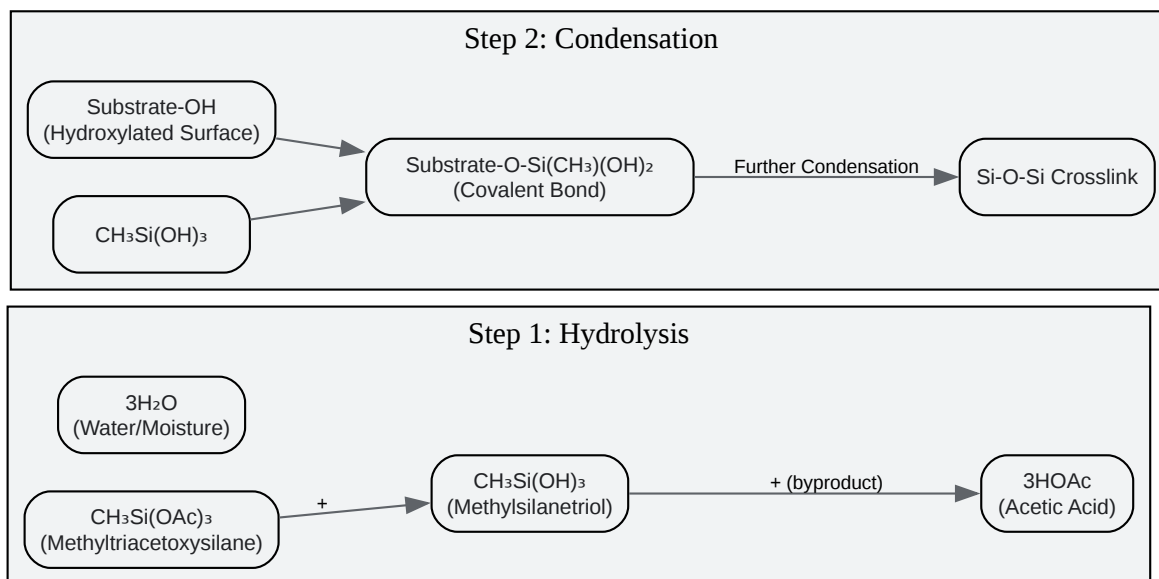 Step 2: Condensation
Substrate-OH
(Hydroxylated Surface)
CH₃Si(OH)₃
Substrate-O-Si(CH₃)(OH)₂
(Covalent Bond)
Further Condensation
Si-O-Si Crosslink
Step 1: Hydrolysis
3H₂O
(Water/Moisture)
CH₃Si(OAc)₃
(Methyltriacetoxysilane)
+
CH₃Si(OH)₃
(Methylsilanetriol)
+ (byproduct)
3HOAc
(Acetic Acid)